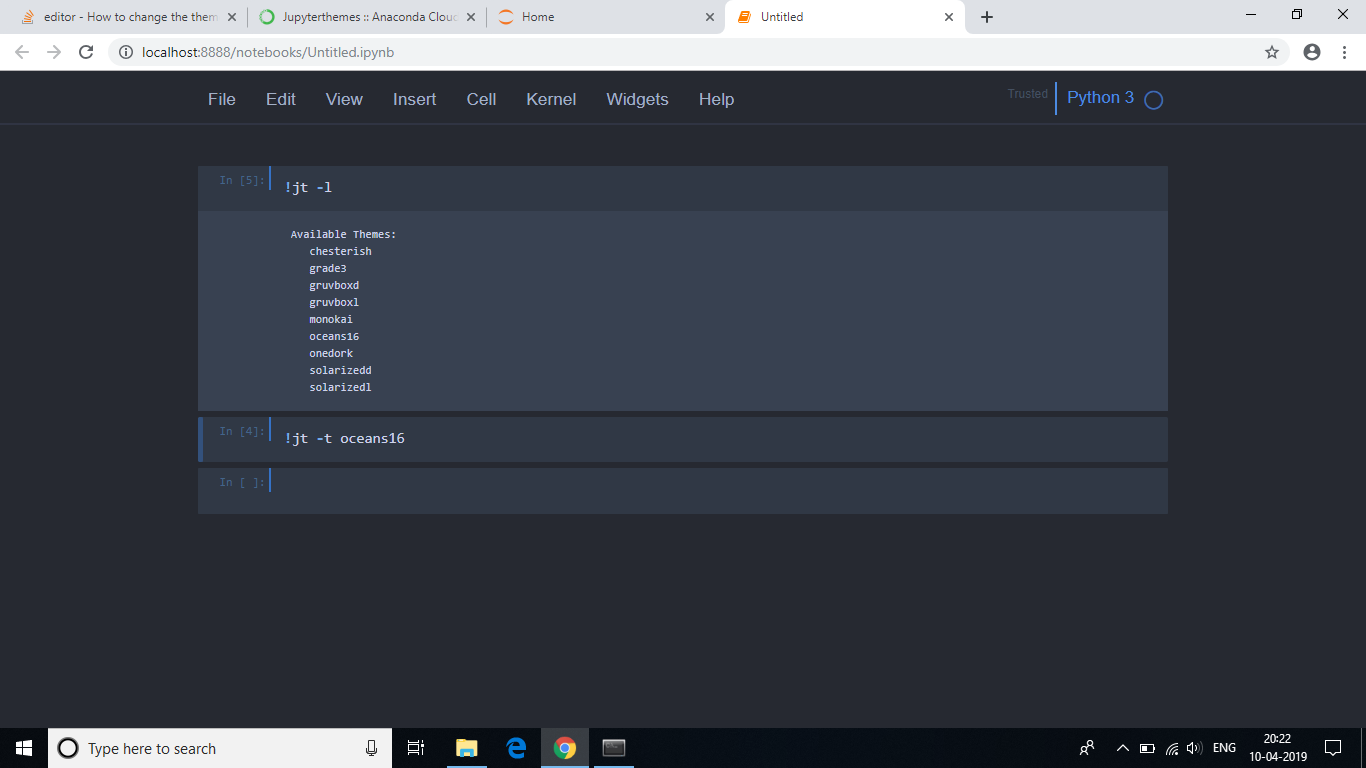 editor - How to change the them
Jupyterthemes :: Anaconda Clou
Home
Untitled
localhost:8888/notebooks/Untitled.ipynb
File Edit View Insert Cell Kernel Widgets Help
Trusted
Python 3
In [5]:
!jt -l
Available Themes:
chesterish
grade3
gruvboxd
gruvboxl
monokai
oceans16
onedork
solarizedd
solarizedl
In [4]:
!jt -t oceans16
In [ ]:
Type here to search
ENG
20:22
10-04-2019